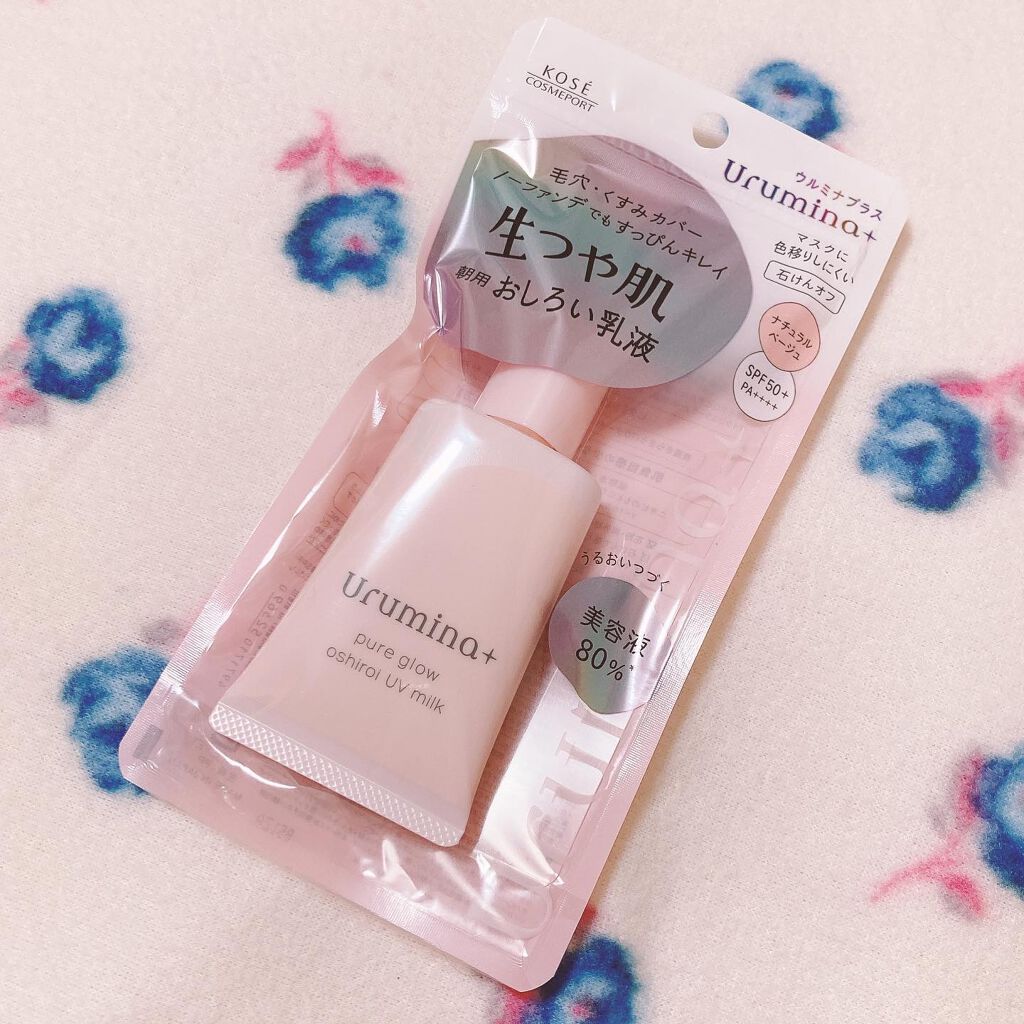 KOSÉ
COSMEPORT
ウルミナプラス
Urumina+
毛穴・くすみカバー
ノーファンデでもすっぴんキレイ
生つや肌
朝用 おしろい乳液
マスクに
色移りしにくい
石けんオフ
ナチュラル
ベージュ
SPF50+
PA++++
うるおいつづく
美容液
80%*
Urumina+
pure glow
oshiroi UV milk